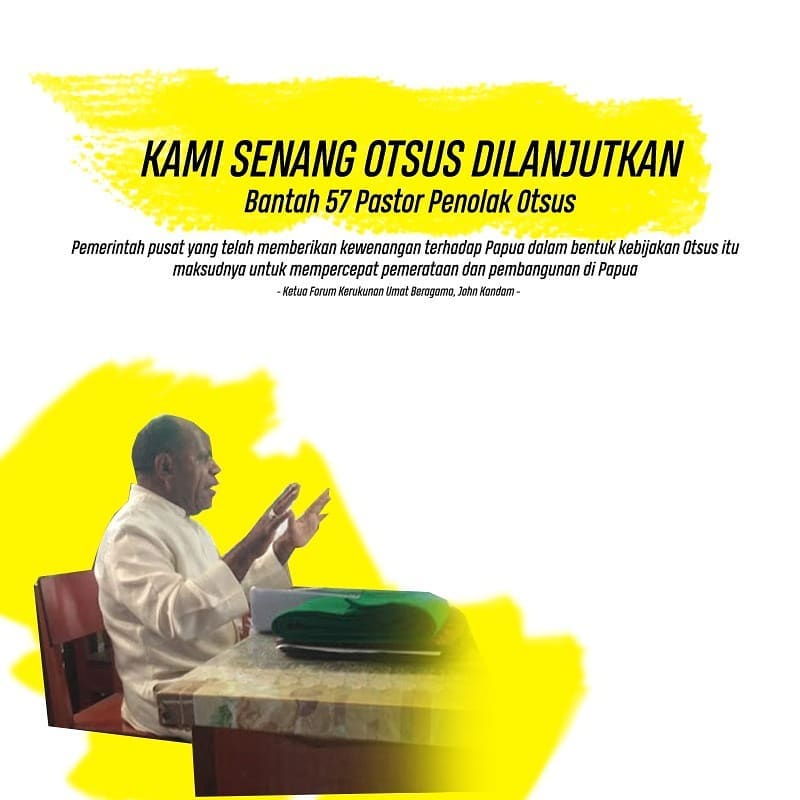 KAMI SENANG OTSUS DILANJUTKAN
Bantah 57 Pastor Penolak Otsus
Pemerintah pusat yang telah memberikan kewenangan terhadap Papua dalam bentuk kebijakan Otsus itu
maksudnya untuk mempercepat pemerataan dan pembangunan di Papua
- Ketua Forum Kerukunan Umat Beragama, John Kandam -